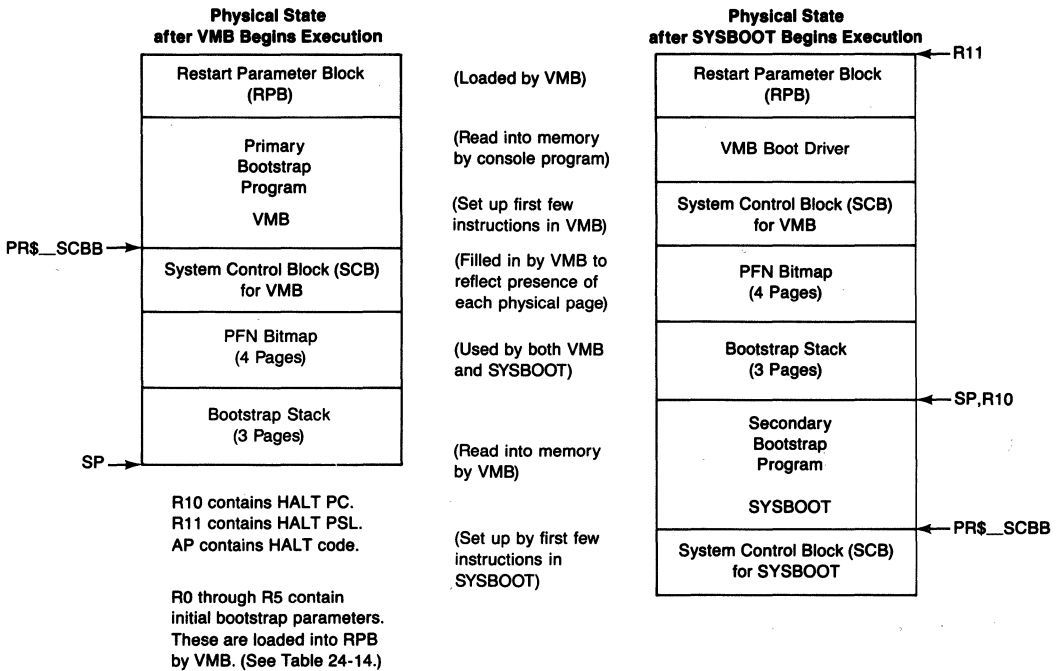 Physical State
after VMB Begins Execution
Restart Parameter Block
(RPB)
Primary
Bootstrap
Program
VMB
PR$__SCBB
System Control Block (SCB)
for VMB
PFN Bitmap
(4 Pages)
Bootstrap Stack
(3 Pages)
SP
R10 contains HALT PC.
R11 contains HALT PSL.
AP contains HALT code.
R0 through R5 contain
initial bootstrap parameters.
These are loaded into RPB
by VMB. (See Table 24-14.)
(Loaded by VMB)
(Read into memory
by console program)
(Set up first few
instructions in VMB)
(Filled in by VMB to
reflect presence of
each physical page)
(Used by both VMB
and SYSBOOT)
(Read into memory
by VMB)
(Set up by first few
instructions in
SYSBOOT)
Physical State
after SYSBOOT Begins Execution
R11
Restart Parameter Block
(RPB)
VMB Boot Driver
System Control Block (SCB)
for VMB
PFN Bitmap
(4 Pages)
Bootstrap Stack
(3 Pages)
SP,R10
Secondary
Bootstrap
Program
SYSBOOT
PR$__SCBB
System Control Block (SCB)
for SYSBOOT